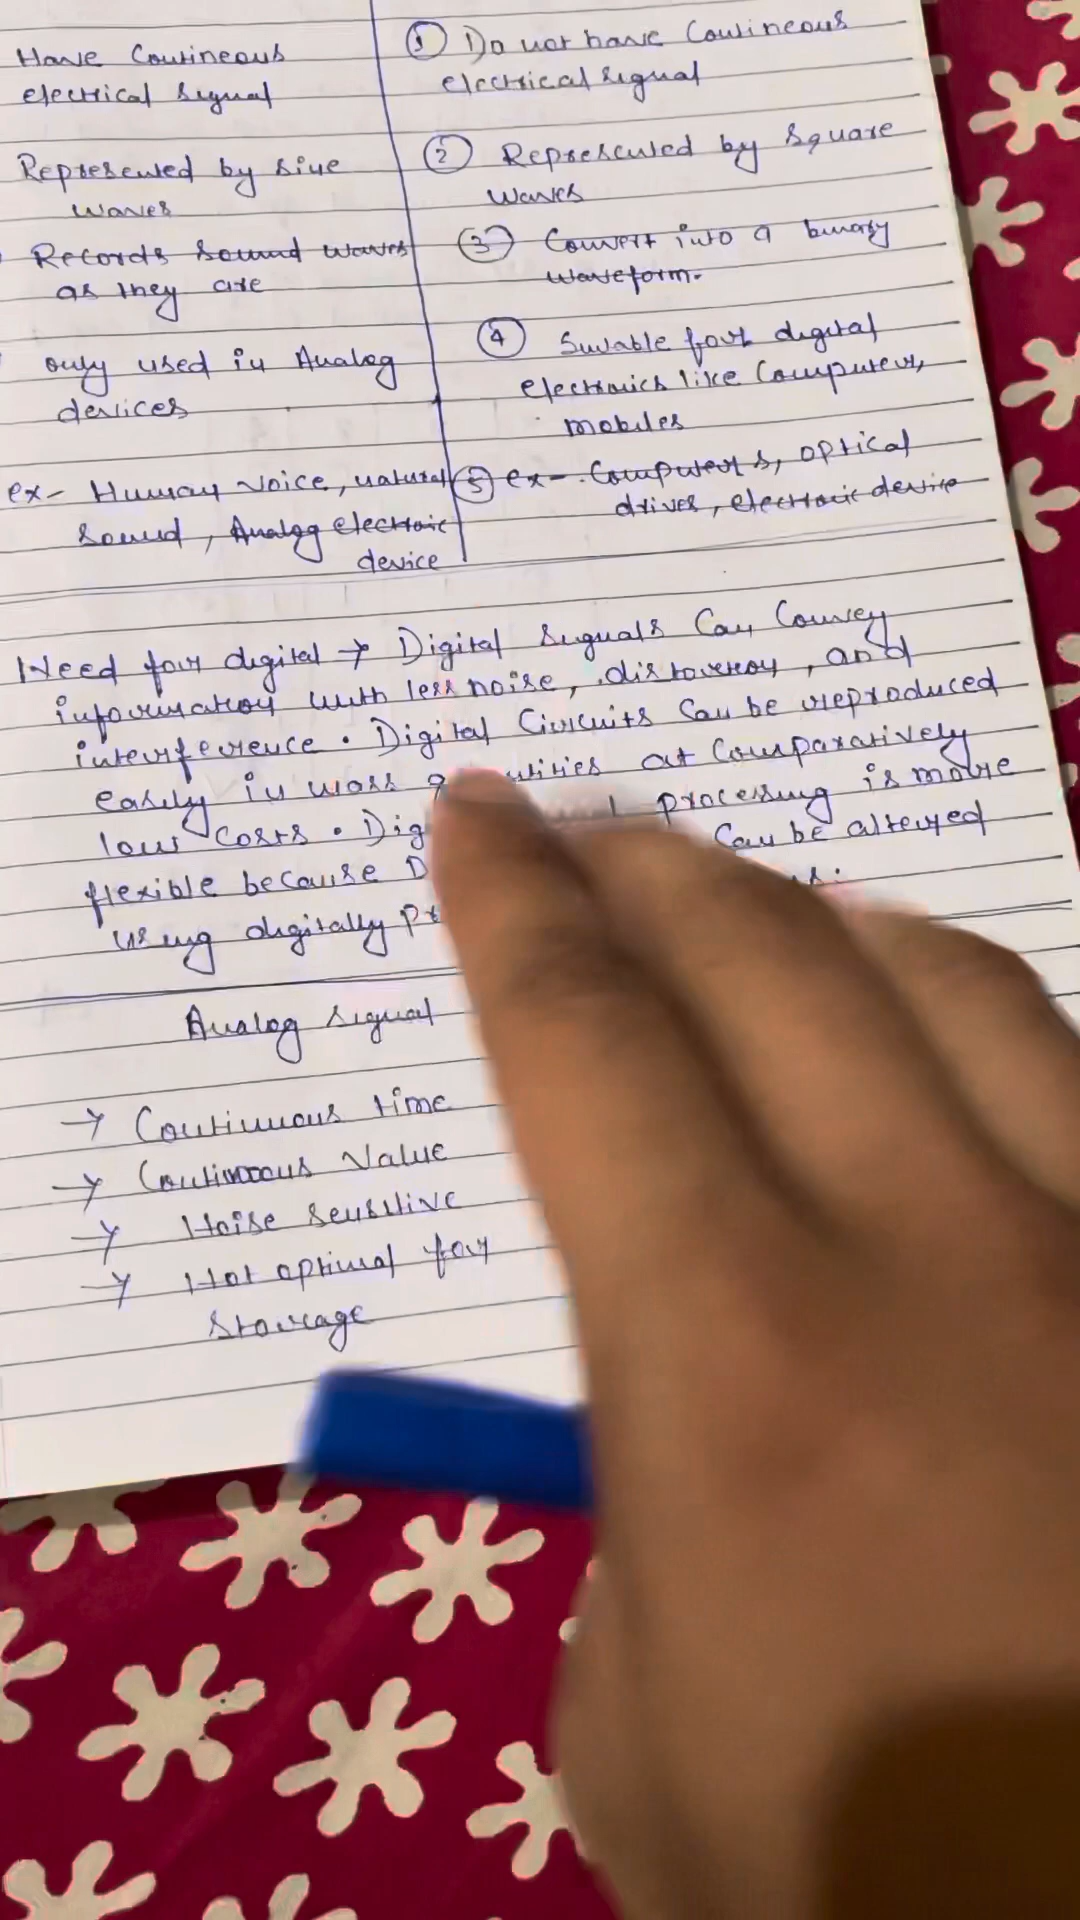 Have Contineous
electrical signal
Represented by sine
waves
Records sound waves
as they are
only used in Analog
devices
ex- Human voice, natural
sound, Analog electronic
device
① Do not have Contineous
electrical signal
② Represented by Square
waves
③ Convert into a binary
waveform.
④ Suitable for digital
electronics like Computers,
mobiles
⑤ ex- Computers, optical
drives, electronic device
Need for digital → Digital signals can convey
information with less noise, distortion, and
interference. Digital Circuits can be reproduced
easily in mass at comparatively
low costs. processing is more
flexible because can be altered
using digitally
Analog signal
→ Continuous time
→ Continuous Value
→ Noise sensitive
→ Not optimal for
storage